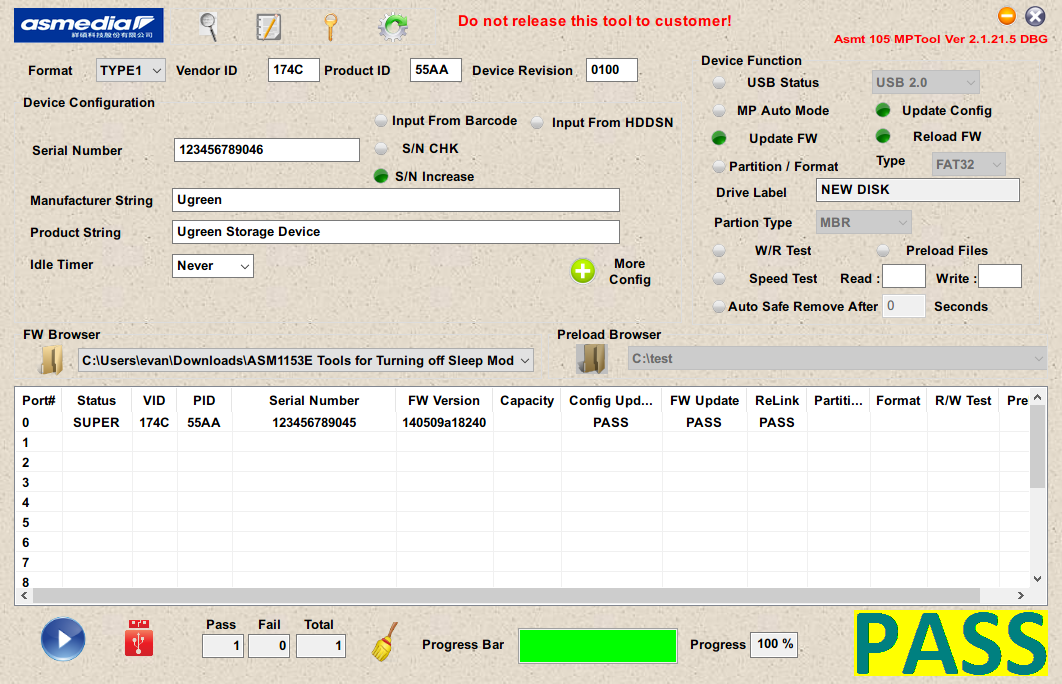 asmedia
祥碩科技股份有限公司
Do not release this tool to customer!
Asmt 105 MPTool Ver 2.1.21.5 DBG
Format TYPE1 Vendor ID 174C Product ID 55AA Device Revision 0100
Device Configuration
Input From Barcode Input From HDDSN
S/N CHK
Serial Number 123456789046
S/N Increase
Manufacturer String Ugreen
Product String Ugreen Storage Device
Idle Timer Never
More
Config
Device Function
USB Status USB 2.0
MP Auto Mode Update Config
Update FW Reload FW
Partition / Format Type FAT32
Drive Label NEW DISK
Partion Type MBR
W/R Test Preload Files
Speed Test Read : Write :
Auto Safe Remove After 0 Seconds
FW Browser
C:\Users\evan\Downloads\ASM1153E Tools for Turning off Sleep Mod
Preload Browser
C:\test
Port# Status VID PID Serial Number FW Version Capacity Config Upd... FW Update ReLink Partiti... Format R/W Test Pre
0 SUPER 174C 55AA 123456789045 140509a18240 PASS PASS PASS
1
2
3
4
5
6
7
8
Pass Fail Total
1 0 1
Progress Bar Progress 100 %
PASS